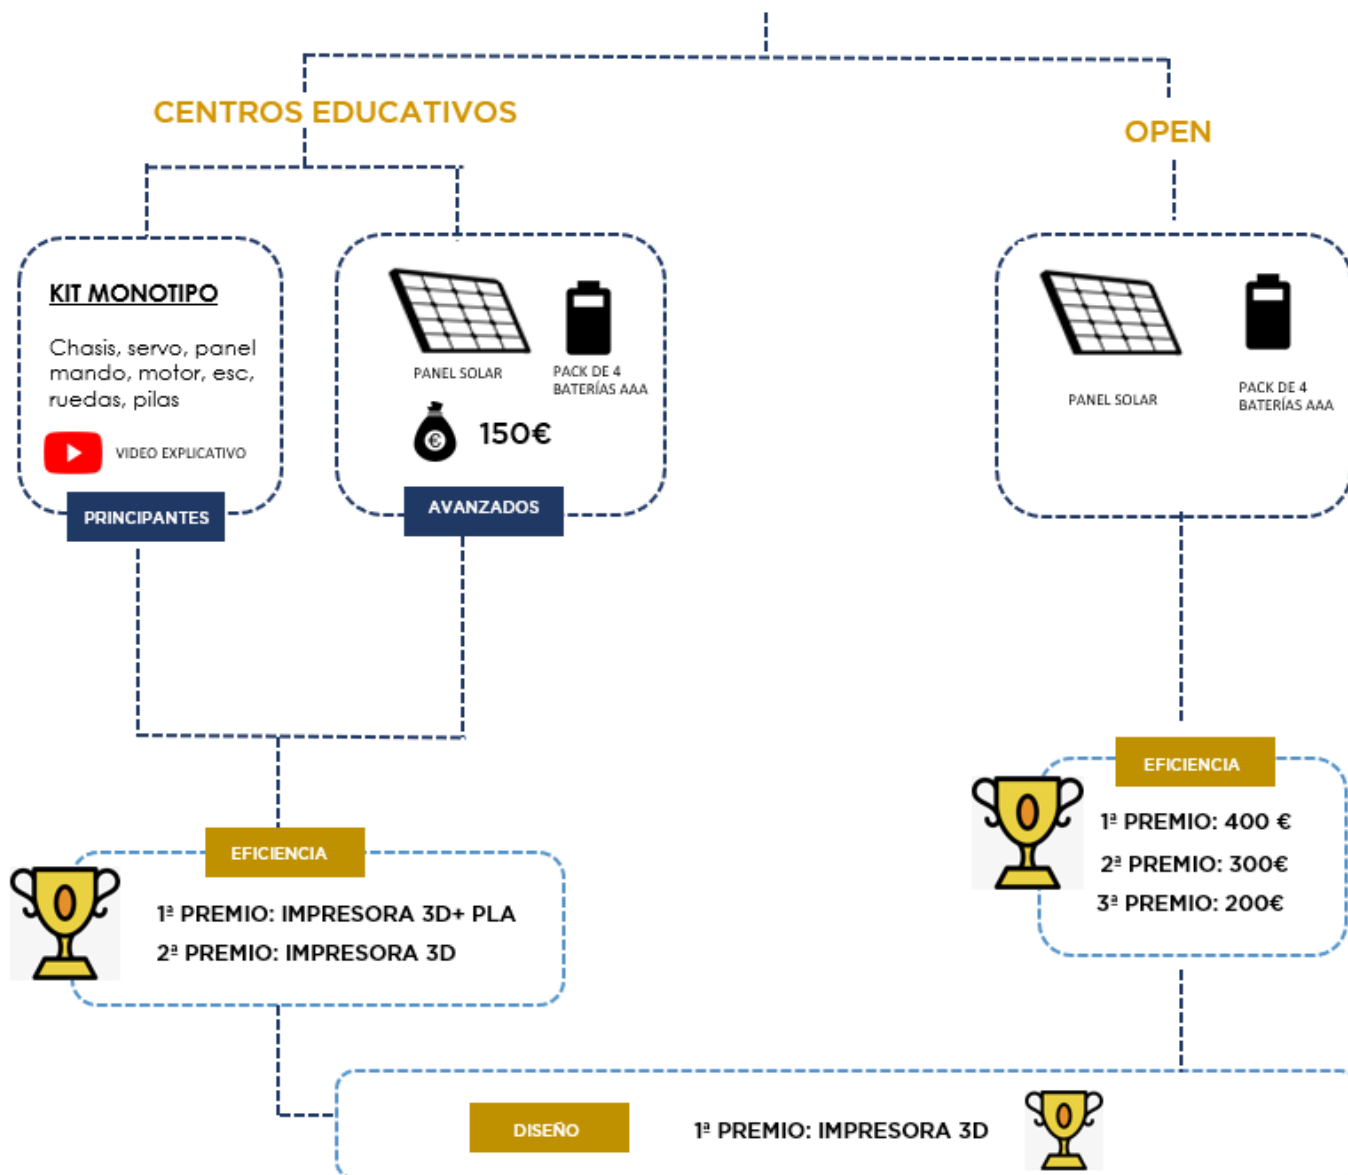 CENTROS EDUCATIVOS
OPEN
KIT MONOTIPO
Chasis, servo, panel
mando, motor, esc,
ruedas, pilas
VIDEO EXPLICATIVO
PRINCIPANTES
PANEL SOLAR
PACK DE 4
BATERÍAS AAA
€
150€
AVANZADOS
PANEL SOLAR
PACK DE 4
BATERÍAS AAA
EFICIENCIA
1ª PREMIO: IMPRESORA 3D+ PLA
2ª PREMIO: IMPRESORA 3D
EFICIENCIA
1ª PREMIO: 400 €
2ª PREMIO: 300€
3ª PREMIO: 200€
DISEÑO
1ª PREMIO: IMPRESORA 3D